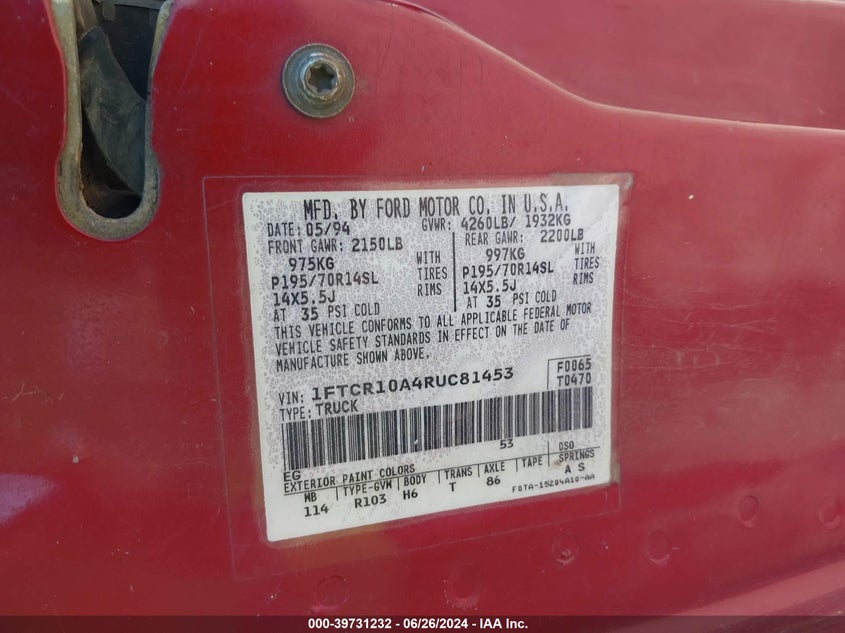 MFD. BY FORD MOTOR CO. IN U.S.A.
DATE: 05/94 GVWR: 4260LB/ 1932KG
FRONT GAWR: 2150LB REAR GAWR: 2200LB
975KG WITH 997KG WITH
P195/70R14SL TIRES P195/70R14SL TIRES
14X5.5J RIMS 14X5.5J RIMS
AT 35 PSI COLD AT 35 PSI COLD
THIS VEHICLE CONFORMS TO ALL APPLICABLE FEDERAL MOTOR
VEHICLE SAFETY STANDARDS IN EFFECT ON THE DATE OF
MANUFACTURE SHOWN ABOVE.
VIN: 1FTCR10A4RUC81453 F0065
TYPE: TRUCK T0470
53 DSO
EG
EXTERIOR PAINT COLORS
MB TYPE-GVW BODY TRANS AXLE TAPE SPRINGS
114 R103 H6 T 86 A S
F0TA-15204A10-AA
000-39731232 - 06/26/2024 - IAA Inc.